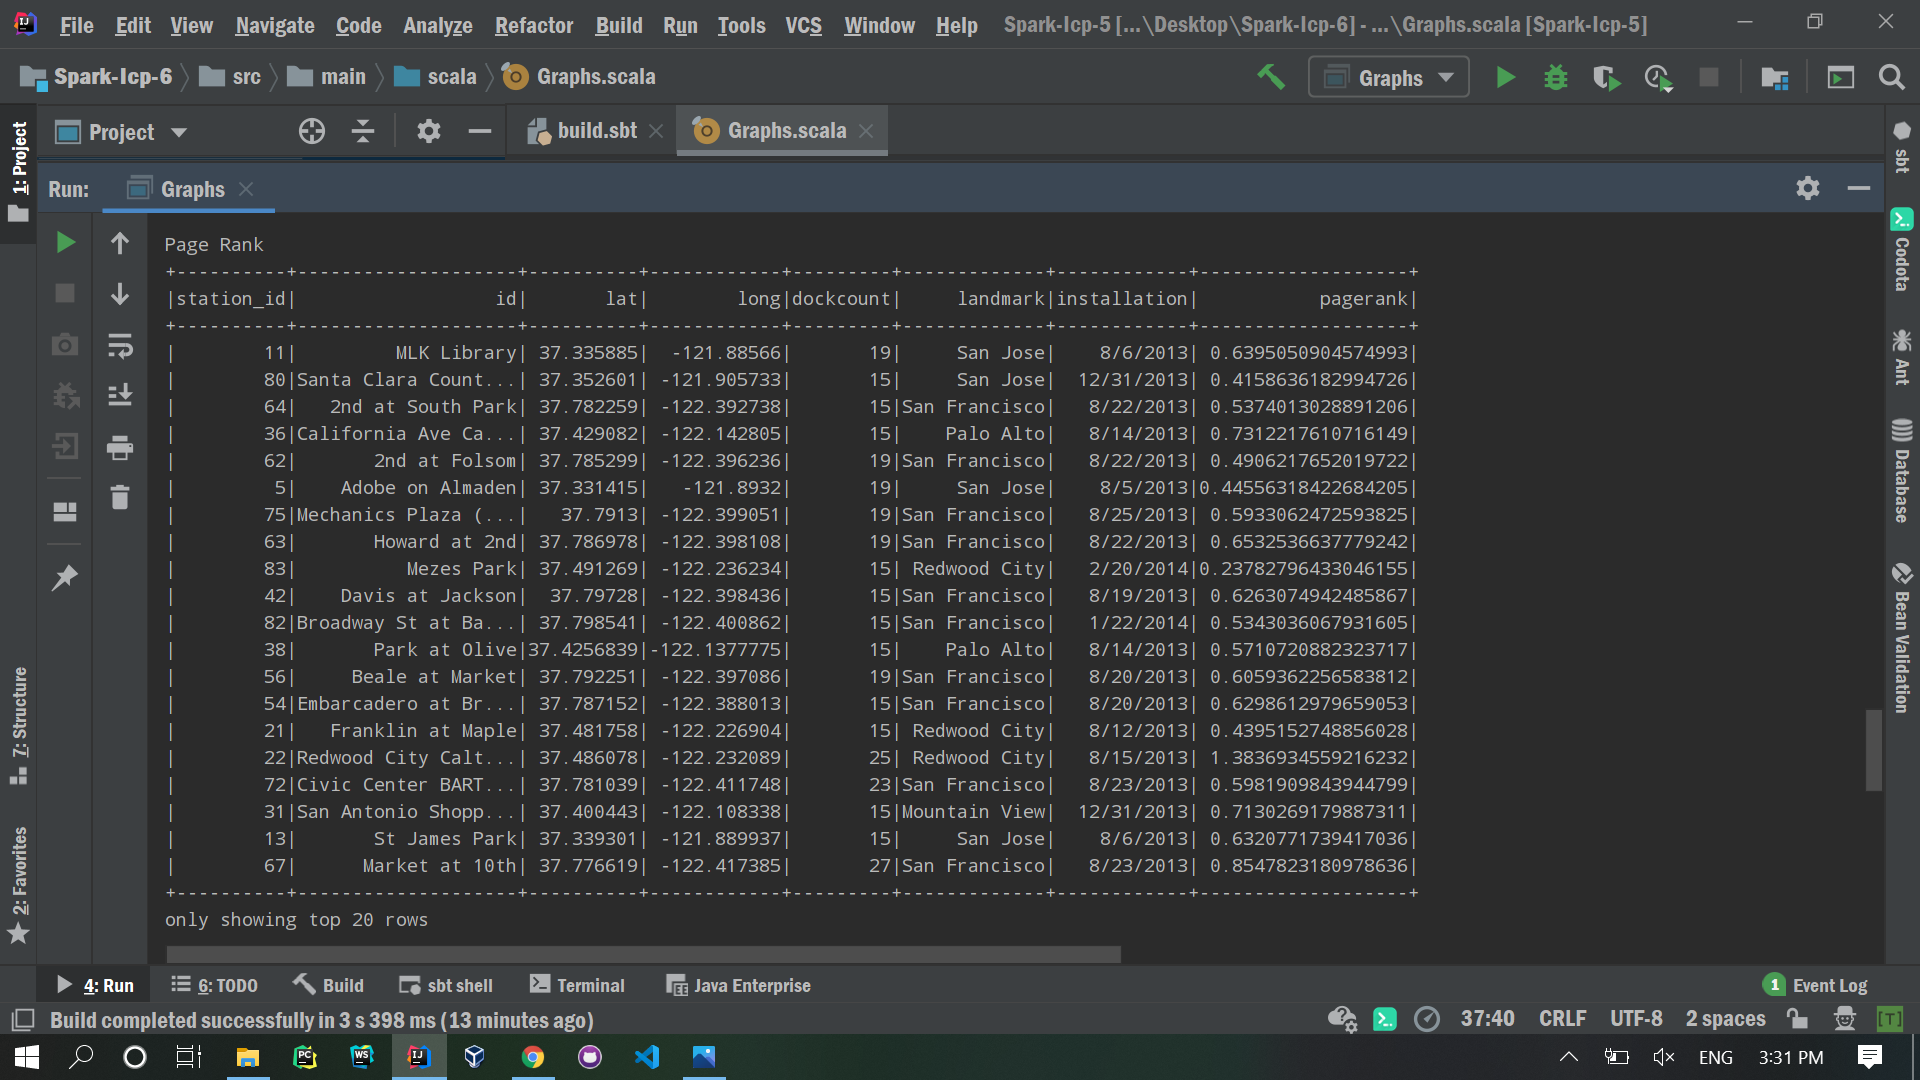 File Edit View Navigate Code Analyze Refactor Build Run Tools VCS Window Help Spark-Icp-5 [...\Desktop\Spark-Icp-6] - ...\Graphs.scala [Spark-Icp-5]
Spark-Icp-6 src main scala Graphs.scala Graphs
Project build.sbt Graphs.scala
1: Project
7: Structure
2: Favorites
sbt
Codota
Ant
Database
Bean Validation
Run: Graphs
Page Rank
+----------+--------------------+----------+------------+---------+-------------+------------+-------------------+
|station_id|                  id|       lat|        long|dockcount|     landmark|installation|           pagerank|
+----------+--------------------+----------+------------+---------+-------------+------------+-------------------+
|        11|         MLK Library| 37.335885|  -121.88566|       19|     San Jose|    8/6/2013| 0.6395050904574993|
|        80|Santa Clara Count...| 37.352601| -121.905733|       15|     San Jose|  12/31/2013| 0.4158636182994726|
|        64|   2nd at South Park| 37.782259| -122.392738|       15|San Francisco|   8/22/2013| 0.5374013028891206|
|        36|California Ave Ca...| 37.429082| -122.142805|       15|    Palo Alto|   8/14/2013| 0.7312217610716149|
|        62|       2nd at Folsom| 37.785299| -122.396236|       19|San Francisco|   8/22/2013| 0.4906217652019722|
|         5|    Adobe on Almaden| 37.331415|   -121.8932|       19|     San Jose|    8/5/2013|0.44556318422684205|
|        75|Mechanics Plaza (...|   37.7913| -122.399051|       19|San Francisco|   8/25/2013| 0.5933062472593825|
|        63|       Howard at 2nd| 37.786978| -122.398108|       19|San Francisco|   8/22/2013| 0.6532536637779242|
|        83|          Mezes Park| 37.491269| -122.236234|       15| Redwood City|   2/20/2014|0.23782796433046155|
|        42|    Davis at Jackson|  37.79728| -122.398436|       15|San Francisco|   8/19/2013| 0.6263074942485867|
|        82|Broadway St at Ba...| 37.798541| -122.400862|       15|San Francisco|   1/22/2014| 0.5343036067931605|
|        38|       Park at Olive|37.4256839|-122.1377775|       15|    Palo Alto|   8/14/2013| 0.5710720882323717|
|        56|     Beale at Market| 37.792251| -122.397086|       19|San Francisco|   8/20/2013| 0.6059362256583812|
|        54|Embarcadero at Br...| 37.787152| -122.388013|       15|San Francisco|   8/20/2013| 0.6298612979659053|
|        21|   Franklin at Maple| 37.481758| -122.226904|       15| Redwood City|   8/12/2013| 0.4395152748856028|
|        22|Redwood City Calt...| 37.486078| -122.232089|       25| Redwood City|   8/15/2013| 1.3836934559216232|
|        72|Civic Center BART...| 37.781039| -122.411748|       23|San Francisco|   8/23/2013| 0.5981909843944799|
|        31|San Antonio Shopp...| 37.400443| -122.108338|       15|Mountain View|  12/31/2013| 0.7130269179887311|
|        13|       St James Park| 37.339301| -121.889937|       15|     San Jose|    8/6/2013| 0.6320771739417036|
|        67|      Market at 10th| 37.776619| -122.417385|       27|San Francisco|   8/23/2013| 0.8547823180978636|
+----------+--------------------+----------+------------+---------+-------------+------------+-------------------+
only showing top 20 rows
4: Run 6: TODO Build sbt shell Terminal Java Enterprise 1 Event Log
Build completed successfully in 3 s 398 ms (13 minutes ago) 37:40 CRLF UTF-8 2 spaces [T]
ENG 3:31 PM